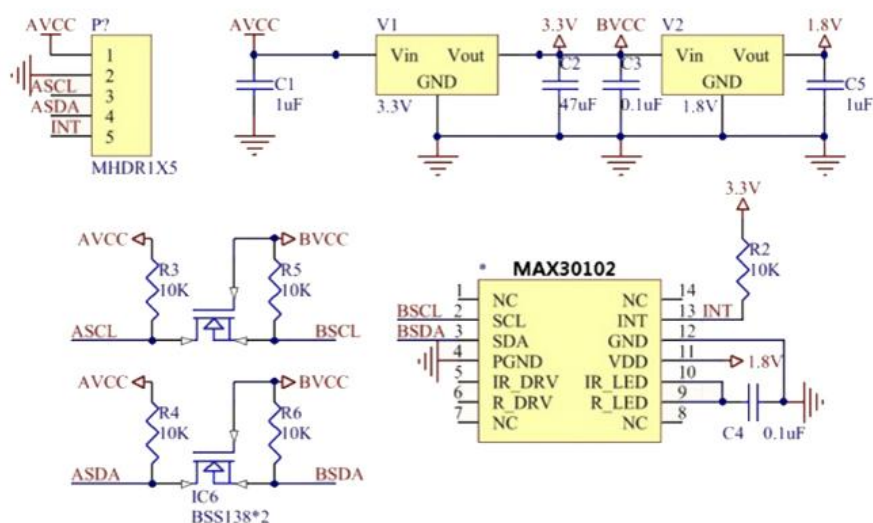 AVCC P?
1
2
ASCL 3
ASDA 4
INT 5
MHDR1X5
AVCC
C1
1uF
V1
Vin Vout
GND
3.3V
3.3V BVCC
C2 C3
47uF 0.1uF
V2
Vin Vout
GND
1.8V
1.8V
C5
1uF
AVCC BVCC
R3 R5
10K 10K
ASCL BSCL
AVCC BVCC
R4 R6
10K 10K
ASDA BSDA
IC6
BSS138*2
3.3V
R2
10K
* MAX30102
1 NC NC 14
BSCL 2 SCL INT 13 INT
BSDA 3 SDA GND 12
4 PGND VDD 11 1.8V
5 IR_DRV IR_LED 10
6 R_DRV R_LED 9
7 NC NC 8
C4 0.1uF